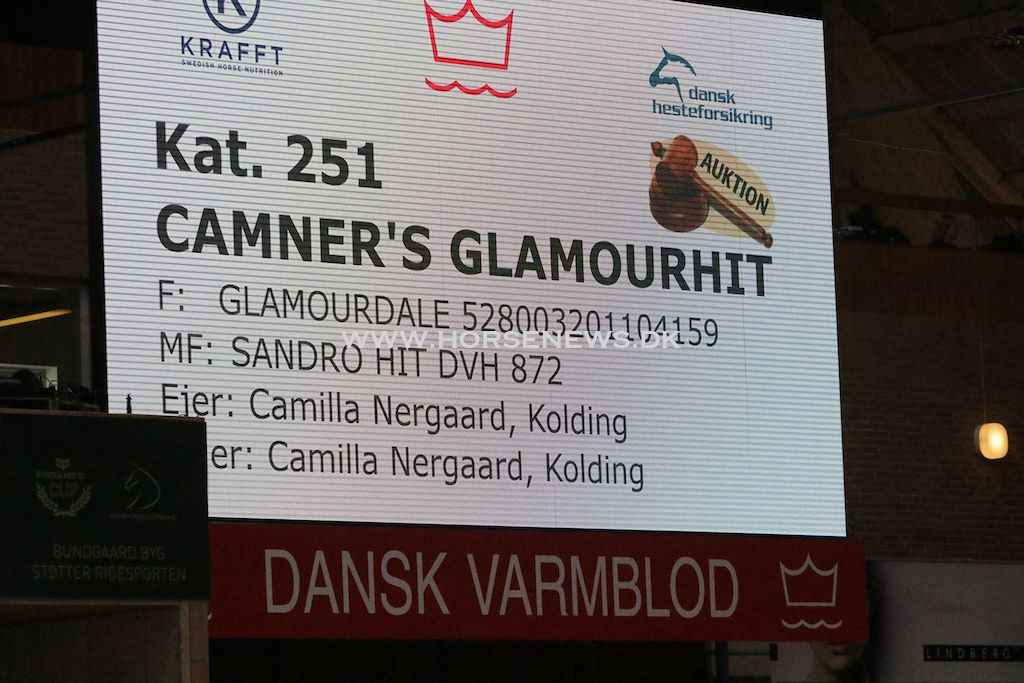 KRAFFT
SWEDISH HORSE NUTRITION
dansk
hesteforsikring
Kat. 251
AUKTION
CAMNER'S GLAMOURHIT
F: GLAMOURDALE 528003201104159
WWW.HORSENEWS.DK
MF: SANDRO HIT DVH 872
Ejer: Camilla Nergaard, Kolding
er: Camilla Nergaard, Kolding
CUP
BUNDGAARD BYG
STØTTER RIDESPORTEN
DANSK VARMBLOD
LINDBERG